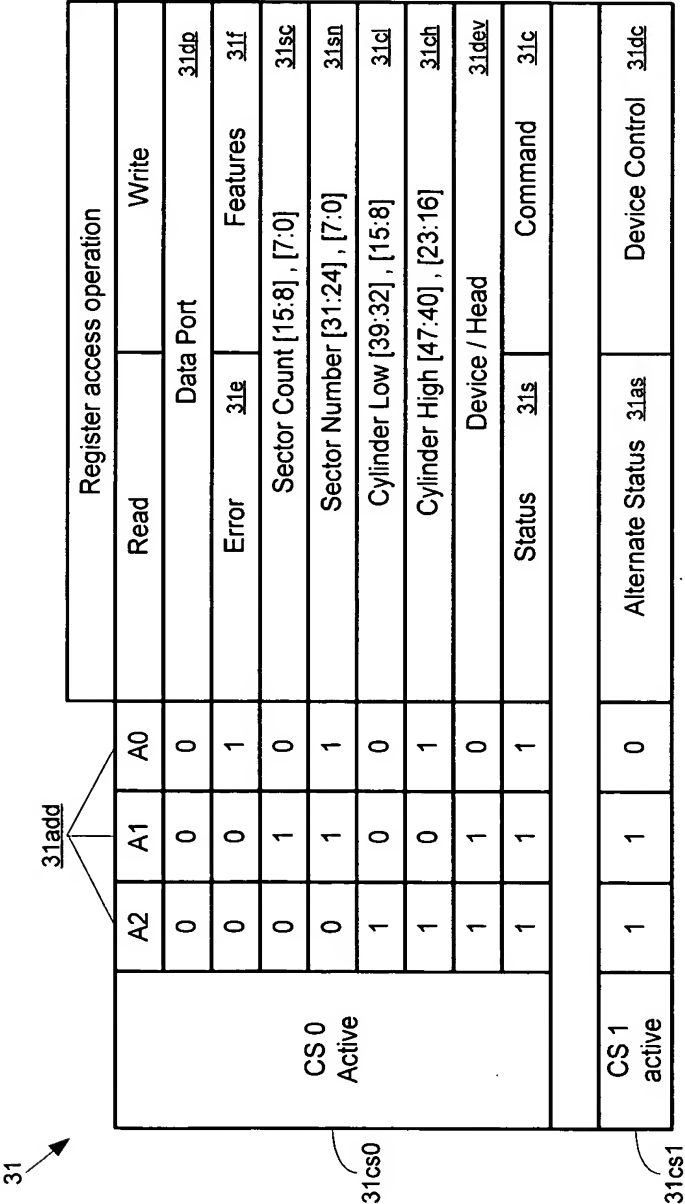 31
31add
Register access operation
A2 A1 A0 Read Write
CS 0 Active
0 0 0 Data Port 31dp
0 0 1 Error 31e Features 31f
0 1 0 Sector Count [15:8] , [7:0] 31sc
0 1 1 Sector Number [31:24] , [7:0] 31sn
1 0 0 Cylinder Low [39:32] , [15:8] 31cl
1 0 1 Cylinder High [47:40] , [23:16] 31ch
1 1 0 Device / Head 31dev
1 1 1 Status 31s Command 31c
31cs0
CS 1 active
1 1 0 Alternate Status 31as Device Control 31dc
31cs1